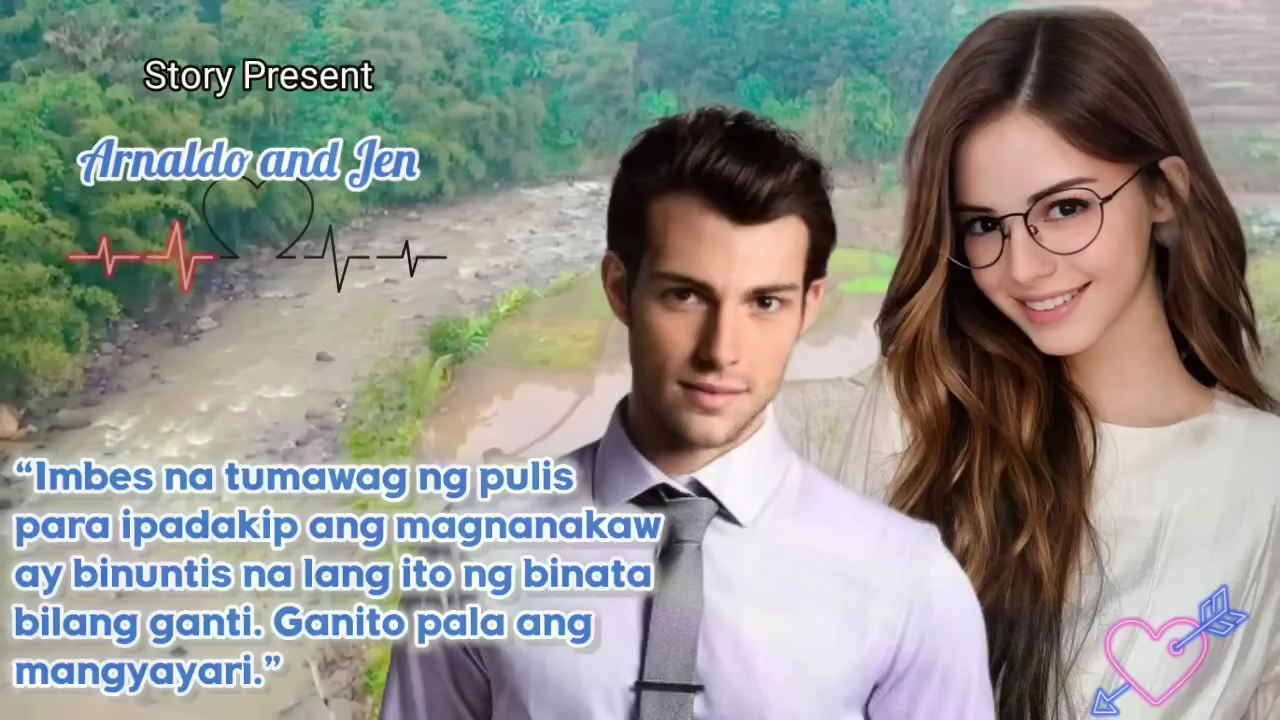 Story Present
Arnaldo and Jen
“Imbes na tumawag ng pulis
para ipadakip ang magnanakaw
ay binuntis na lang ito ng binata
bilang ganti. Ganito pala ang
mangyayari.”